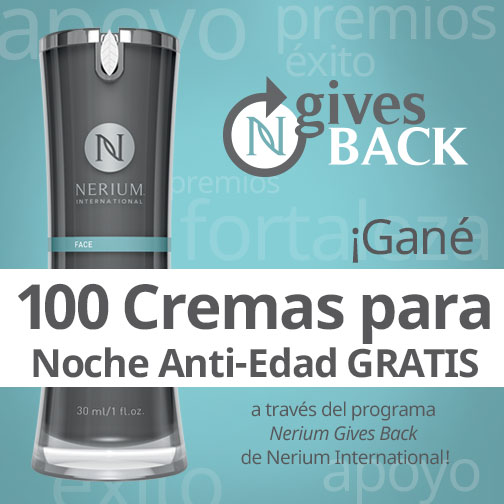 apoyo
premios
éxito
gives
N BACK
N
NERIUM
INTERNATIONAL
premios
fortaleza
FACE
¡Gané
100 Cremas para
Noche Anti-Edad GRATIS
30 ml/1 fl.oz.
a través del programa
Nerium Gives Back
de Nerium International!
apoyo
éxito